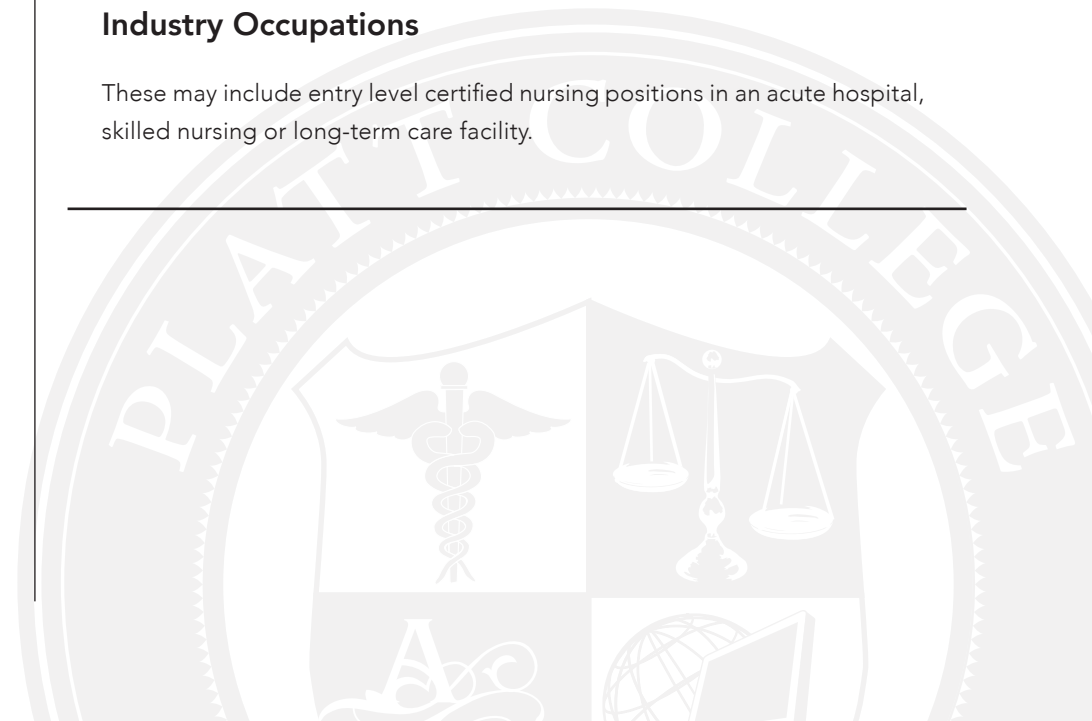 Industry Occupations
These may include entry level certified nursing positions in an acute hospital,
skilled nursing or long-term care facility.
PLATT COLLEGE
A